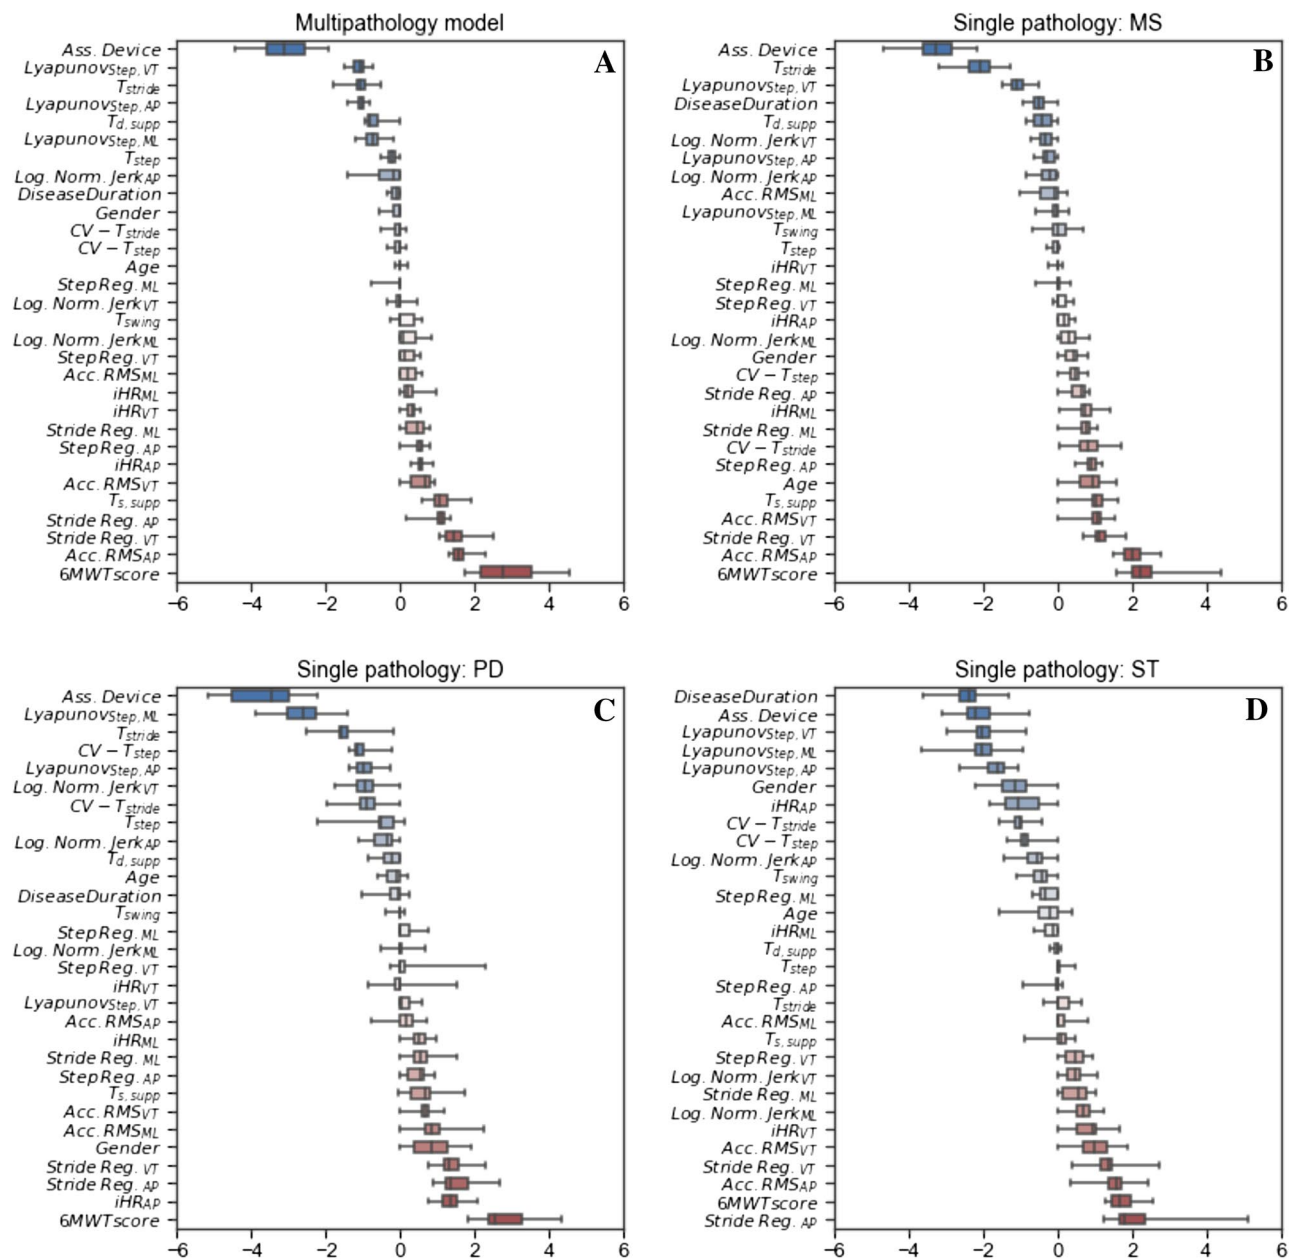 Multipathology model
A
Ass. Device
LyapunovStep, VT
Tstride
LyapunovStep, AP
Td, supp
LyapunovStep, ML
Tstep
Log. Norm. JerkAP
DiseaseDuration
Gender
CV − Tstride
CV − Tstep
Age
StepReg. ML
Log. Norm. JerkVT
Tswing
Log. Norm. JerkML
StepReg. VT
Acc. RMSML
iHRML
iHRVT
Stride Reg. ML
StepReg. AP
iHRAP
Acc. RMSVT
Ts, supp
Stride Reg. AP
Stride Reg. VT
Acc. RMSAP
6MWTscore
−6 −4 −2 0 2 4 6
Single pathology: MS
B
Ass. Device
Tstride
LyapunovStep, VT
DiseaseDuration
Td, supp
Log. Norm. JerkVT
LyapunovStep, AP
Log. Norm. JerkAP
Acc. RMSML
LyapunovStep, ML
Tswing
Tstep
iHRVT
StepReg. ML
StepReg. VT
iHRAP
Log. Norm. JerkML
Gender
CV − Tstep
Stride Reg. AP
iHRML
Stride Reg. ML
CV − Tstride
StepReg. AP
Age
Ts, supp
Acc. RMSVT
Stride Reg. VT
Acc. RMSAP
6MWTscore
−6 −4 −2 0 2 4 6
Single pathology: PD
C
Ass. Device
LyapunovStep, ML
Tstride
CV − Tstep
LyapunovStep, AP
Log. Norm. JerkVT
CV − Tstride
Tstep
Log. Norm. JerkAP
Td, supp
Age
DiseaseDuration
Tswing
StepReg. ML
Log. Norm. JerkML
StepReg. VT
iHRVT
LyapunovStep, VT
Acc. RMSAP
iHRML
Stride Reg. ML
StepReg. AP
Ts, supp
Acc. RMSVT
Acc. RMSML
Gender
Stride Reg. VT
Stride Reg. AP
iHRAP
6MWTscore
−6 −4 −2 0 2 4 6
Single pathology: ST
D
DiseaseDuration
Ass. Device
LyapunovStep, VT
LyapunovStep, ML
LyapunovStep, AP
Gender
iHRAP
CV − Tstride
CV − Tstep
Log. Norm. JerkAP
Tswing
StepReg. ML
Age
iHRML
Td, supp
Tstep
StepReg. AP
Tstride
Acc. RMSML
Ts, supp
StepReg. VT
Log. Norm. JerkVT
Stride Reg. ML
Log. Norm. JerkML
iHRVT
Acc. RMSVT
Stride Reg. VT
Acc. RMSAP
6MWTscore
Stride Reg. AP
−6 −4 −2 0 2 4 6